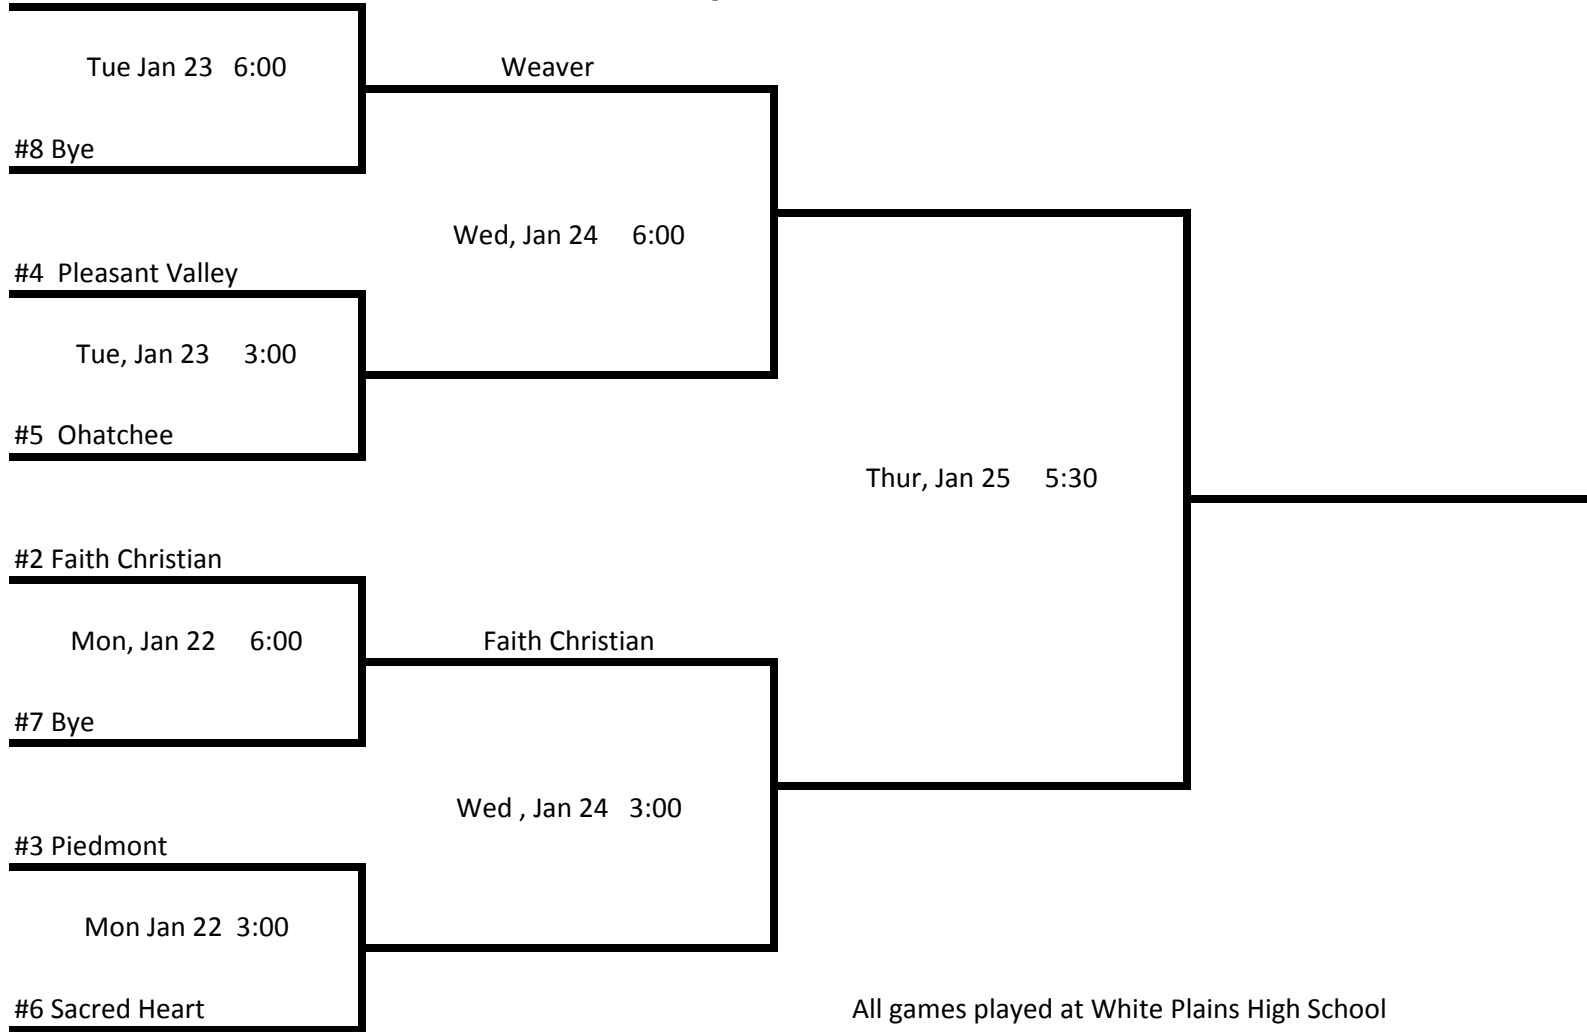 Tue Jan 23 6:00
Weaver
#8 Bye
Wed, Jan 24 6:00
#4 Pleasant Valley
Tue, Jan 23 3:00
#5 Ohatchee
Thur, Jan 25 5:30
#2 Faith Christian
Mon, Jan 22 6:00
Faith Christian
#7 Bye
Wed , Jan 24 3:00
#3 Piedmont
Mon Jan 22 3:00
#6 Sacred Heart
All games played at White Plains High School